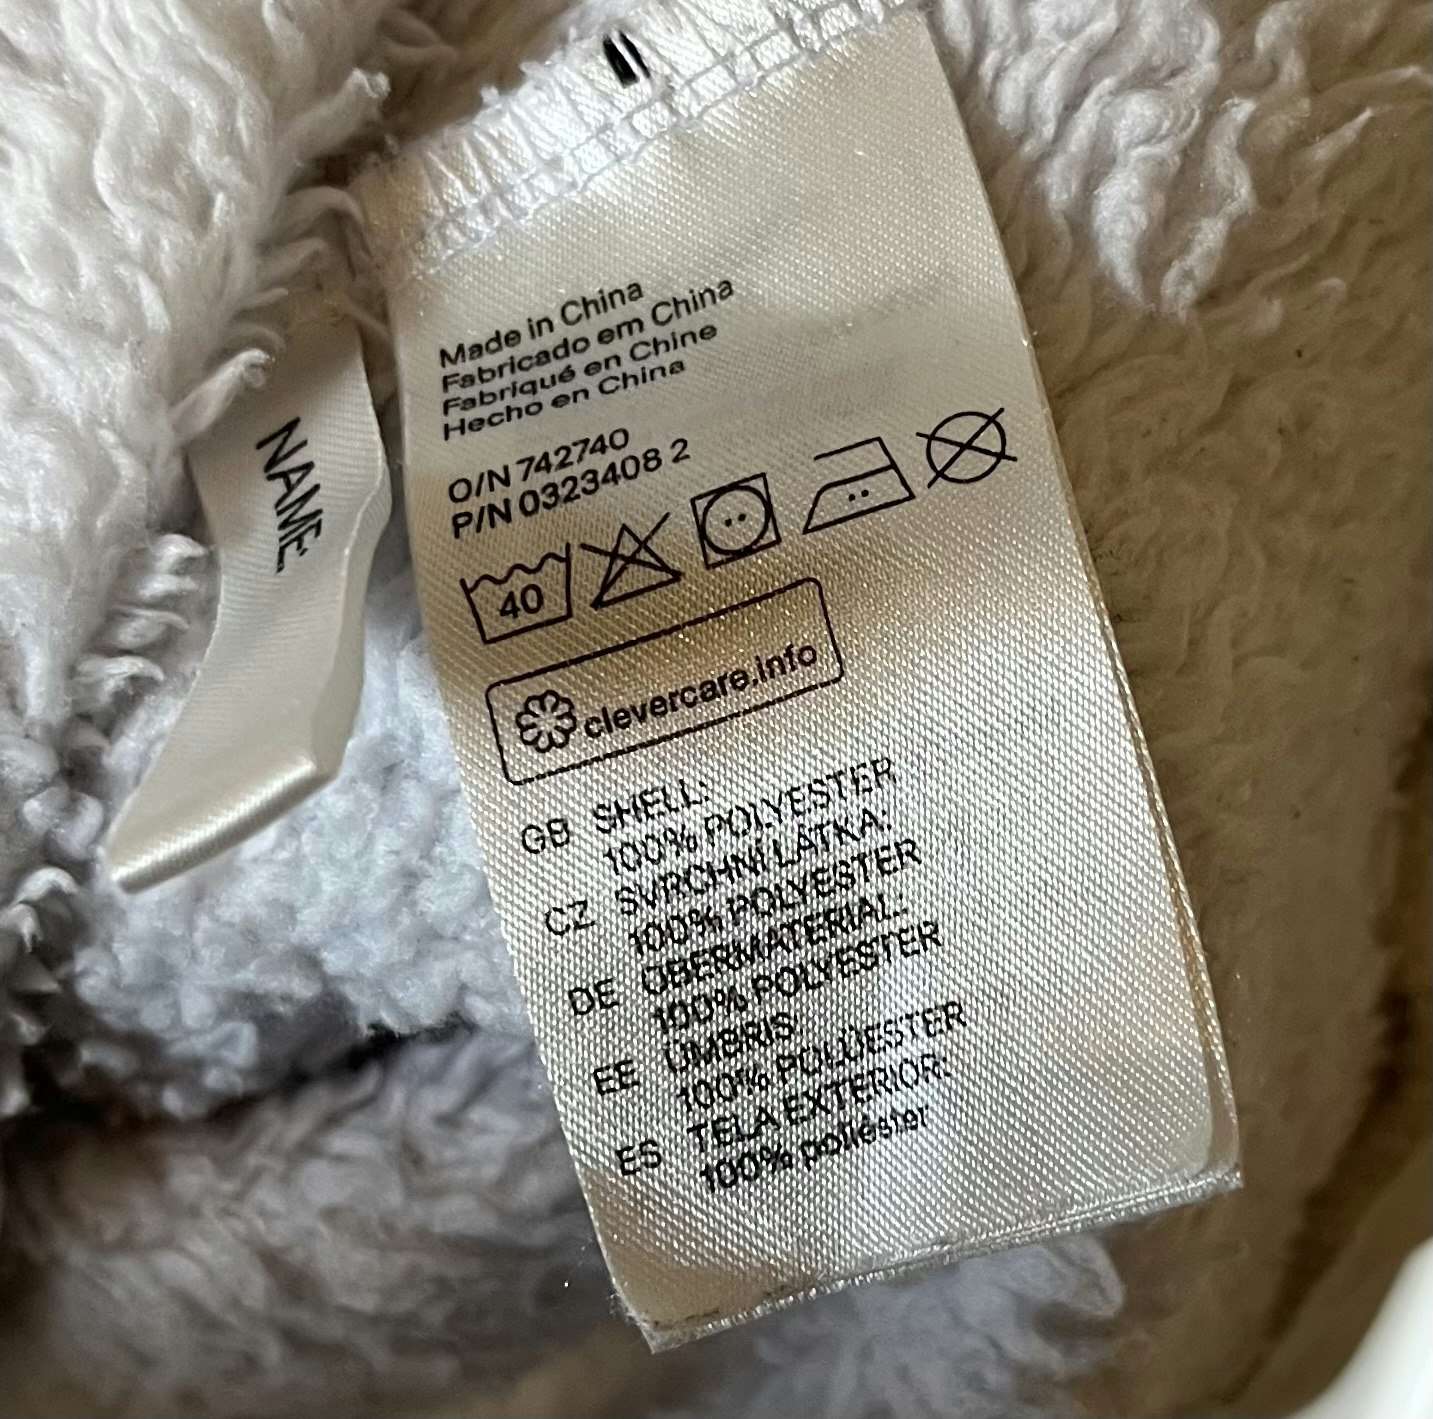 NAME:
Made in China
Fabricado em China
Fabriqué en Chine
Hecho en China
O/N 742740
P/N 0323408 2
40
clevercare.info
GB SHELL:
100% POLYESTER
CZ SVRCHNÍ LÁTKA:
100% POLYESTER
DE OBERMATERIAL:
100% POLYESTER
EE ÜMBRIS:
100% POLÜESTER
ES TELA EXTERIOR:
100% poliéster